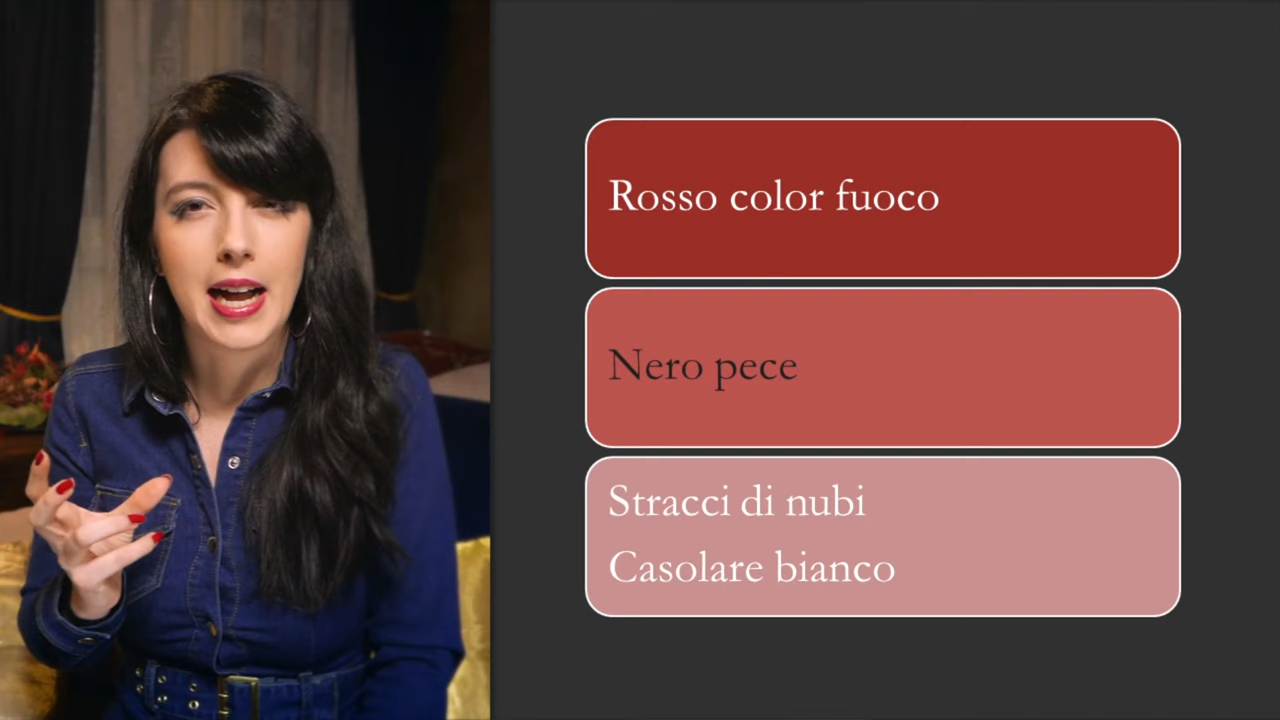 Rosso color fuoco
Nero pece
Stracci di nubi
Casolare bianco